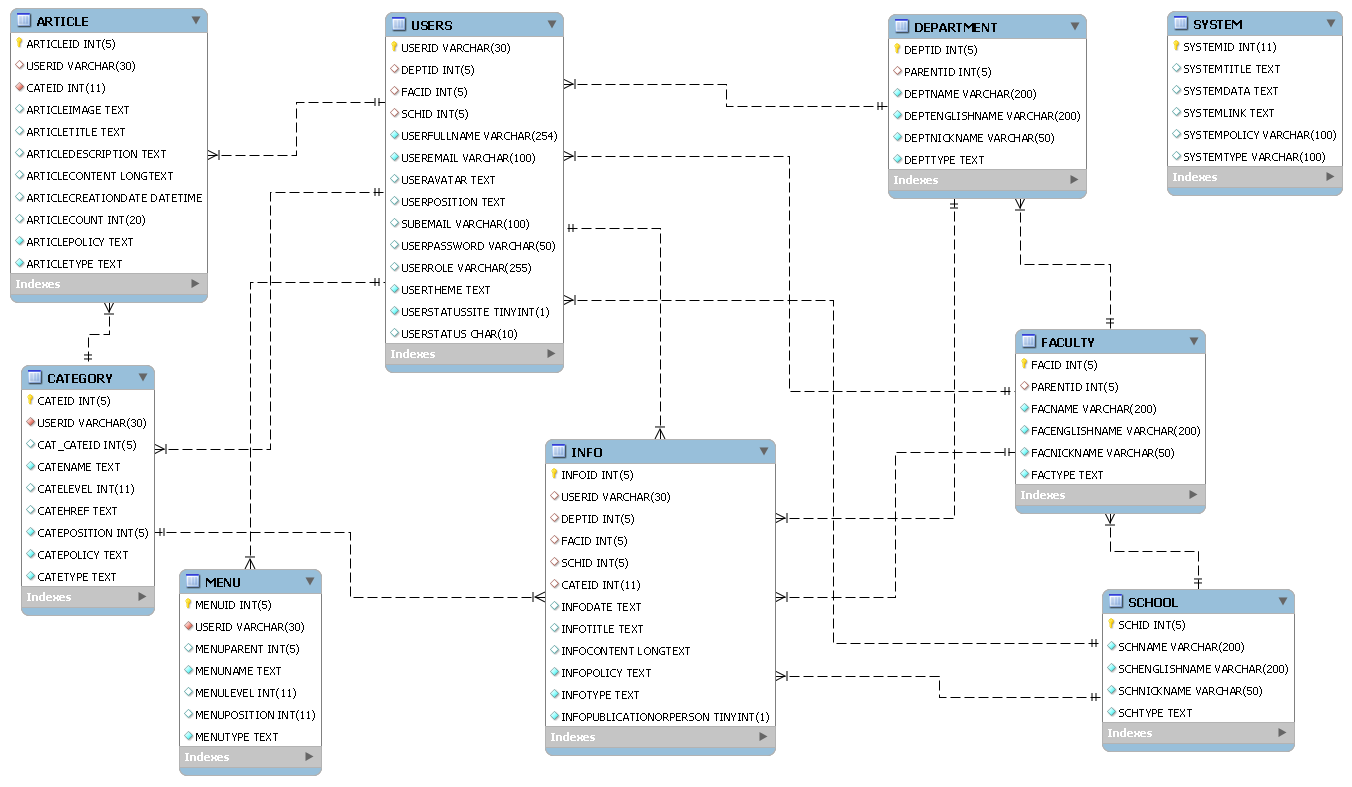 ARTICLE
ARTICLEID INT(5)
USERID VARCHAR(30)
CATEID INT(11)
ARTICLEIMAGE TEXT
ARTICLETITLE TEXT
ARTICLEDESCRIPTION TEXT
ARTICLECONTENT LONGTEXT
ARTICLECREATIONDATE DATETIME
ARTICLECOUNT INT(20)
ARTICLEPOLICY TEXT
ARTICLETYPE TEXT
Indexes
USERS
USERID VARCHAR(30)
DEPTID INT(5)
FACID INT(5)
SCHID INT(5)
USERFULLNAME VARCHAR(254)
USEREMAIL VARCHAR(100)
USERAVATAR TEXT
USERPOSITION TEXT
SUBEMAIL VARCHAR(100)
USERPASSWORD VARCHAR(50)
USERROLE VARCHAR(255)
USERTHEME TEXT
USERSTATUSSITE TINYINT(1)
USERSTATUS CHAR(10)
Indexes
DEPARTMENT
DEPTID INT(5)
PARENTID INT(5)
DEPTNAME VARCHAR(200)
DEPTENGLISHNAME VARCHAR(200)
DEPTNICKNAME VARCHAR(50)
DEPTTYPE TEXT
Indexes
SYSTEM
SYSTEMID INT(11)
SYSTEMTITLE TEXT
SYSTEMDATA TEXT
SYSTEMLINK TEXT
SYSTEMPOLICY VARCHAR(100)
SYSTEMTYPE VARCHAR(100)
Indexes
CATEGORY
CATEID INT(5)
USERID VARCHAR(30)
CAT_CATEID INT(5)
CATENAME TEXT
CATELEVEL INT(11)
CATEHREF TEXT
CATEPOSITION INT(5)
CATEPOLICY TEXT
CATETYPE TEXT
Indexes
MENU
MENUID INT(5)
USERID VARCHAR(30)
MENUPARENT INT(5)
MENUNAME TEXT
MENULEVEL INT(11)
MENUPOSITION INT(11)
MENUTYPE TEXT
Indexes
INFO
INFOID INT(5)
USERID VARCHAR(30)
DEPTID INT(5)
FACID INT(5)
SCHID INT(5)
CATEID INT(11)
INFODATE TEXT
INFOTITLE TEXT
INFOCONTENT LONGTEXT
INFOPOLICY TEXT
INFOTYPE TEXT
INFOPUBLICATIONORPERSON TINYINT(1)
Indexes
FACULTY
FACID INT(5)
PARENTID INT(5)
FACNAME VARCHAR(200)
FACENGLISHNAME VARCHAR(200)
FACNICKNAME VARCHAR(50)
FACTYPE TEXT
Indexes
SCHOOL
SCHID INT(5)
SCHNAME VARCHAR(200)
SCHENGLISHNAME VARCHAR(200)
SCHNICKNAME VARCHAR(50)
SCHTYPE TEXT
Indexes